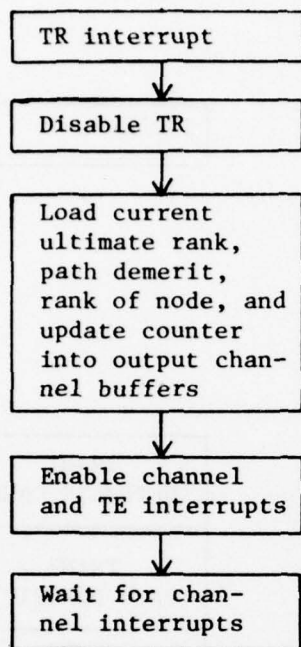 TR interrupt
Disable TR
Load current
ultimate rank,
path demerit,
rank of node, and
update counter
into output chan-
nel buffers
Enable channel
and TE interrupts
Wait for chan-
nel interrupts